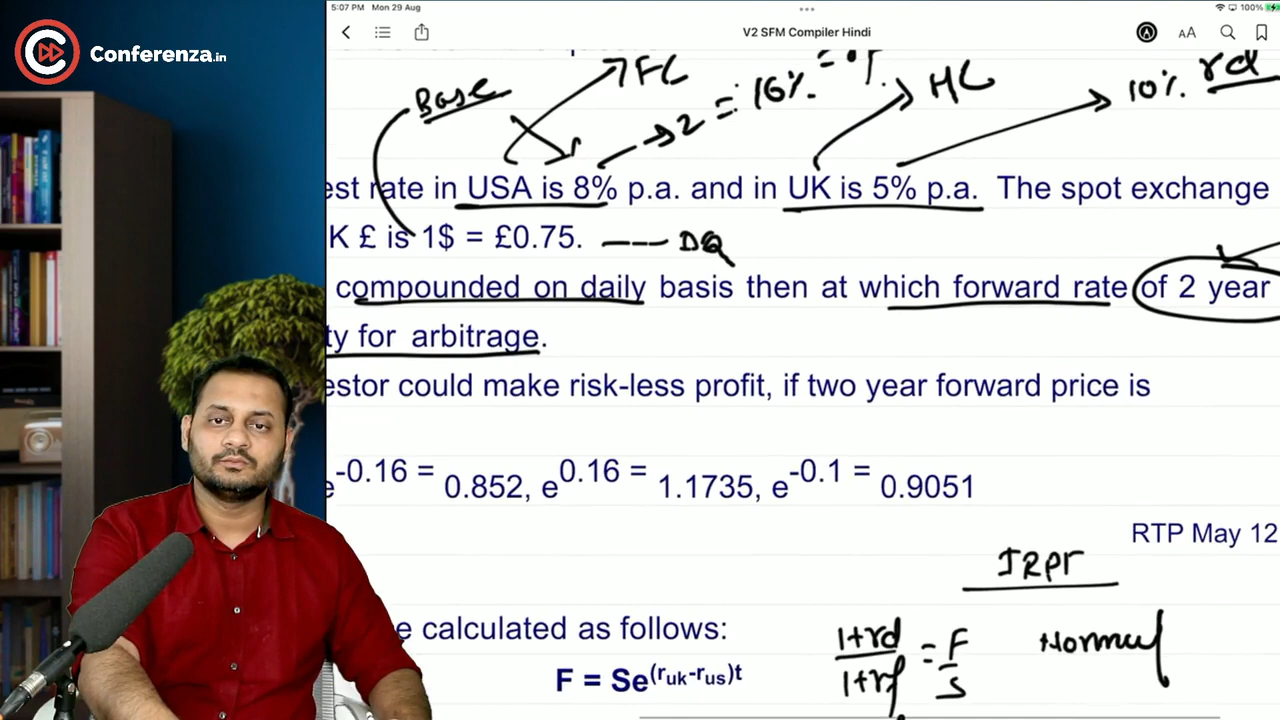 5:07 PM Mon 29 Aug
100%
Conferenza.in
V2 SFM Compiler Hindi
AA
Base
FC
→2 = 16% = rf
HC
10% rd
est rate in USA is 8% p.a. and in UK is 5% p.a. The spot exchange
K £ is 1$ = £0.75. --- DQ
compounded on daily basis then at which forward rate of 2 year
ty for arbitrage.
estor could make risk-less profit, if two year forward price is
e^-0.16 = 0.852, e^0.16 = 1.1735, e^-0.1 = 0.9051
RTP May 12
IRPT
e calculated as follows:
1+rd/1+rf = F/S Normal
F = Se^(ruk-rus)t